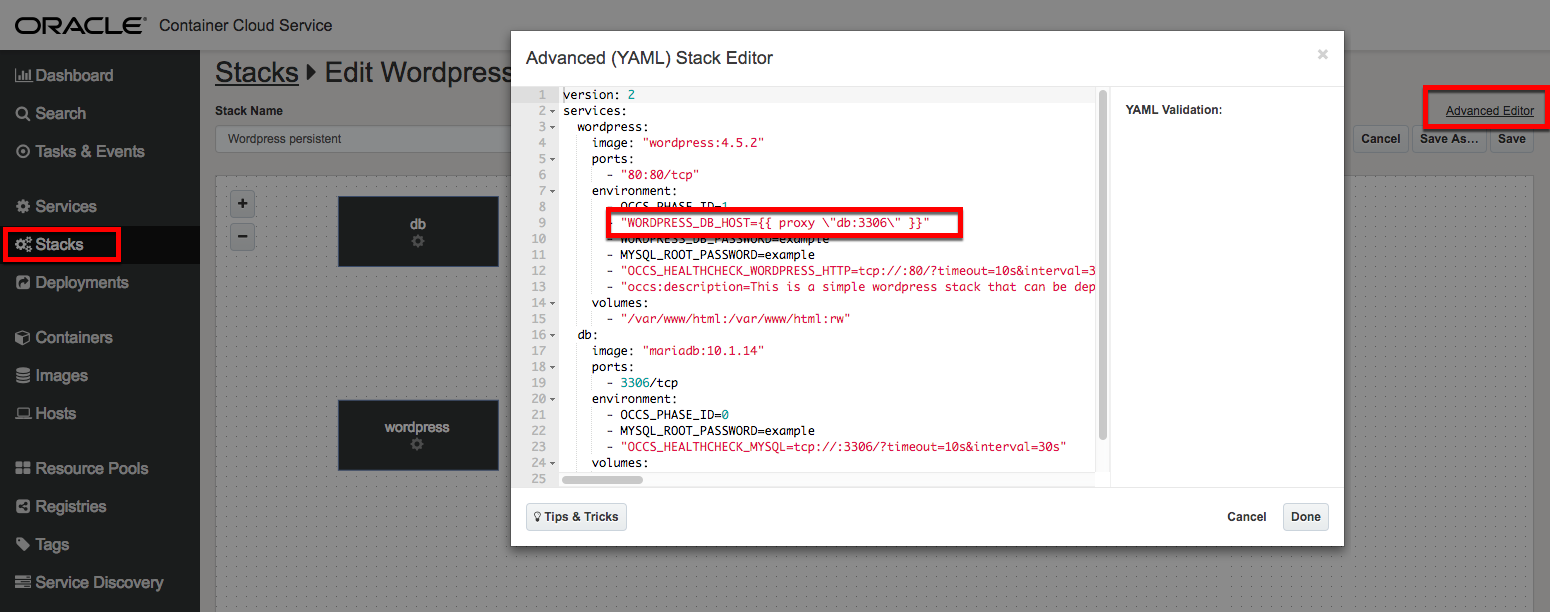 ORACLE® Container Cloud Service
Dashboard
Search
Tasks & Events
Services
Stacks
Deployments
Containers
Images
Hosts
Resource Pools
Registries
Tags
Service Discovery
Stacks Edit Wordpress
Stack Name
Wordpress persistent
Advanced Editor
Cancel
Save As...
Save
+
−
db
wordpress
Advanced (YAML) Stack Editor
×
1 version: 2
2 services:
3 wordpress:
4 image: "wordpress:4.5.2"
5 ports:
6 - "80:80/tcp"
7 environment:
8 - OCCS_PHASE_ID=1
9 - "WORDPRESS_DB_HOST={{ proxy \"db:3306\" }}"
10 - WORDPRESS_DB_PASSWORD=example
11 - MYSQL_ROOT_PASSWORD=example
12 - "OCCS_HEALTHCHECK_WORDPRESS_HTTP=tcp://:80/?timeout=10s&interval=3
13 - "occs:description=This is a simple wordpress stack that can be dep
14 volumes:
15 - "/var/www/html:/var/www/html:rw"
16 db:
17 image: "mariadb:10.1.14"
18 ports:
19 - 3306/tcp
20 environment:
21 - OCCS_PHASE_ID=0
22 - MYSQL_ROOT_PASSWORD=example
23 - "OCCS_HEALTHCHECK_MYSQL=tcp://:3306/?timeout=10s&interval=30s"
24 volumes:
25
YAML Validation:
Tips & Tricks
Cancel
Done